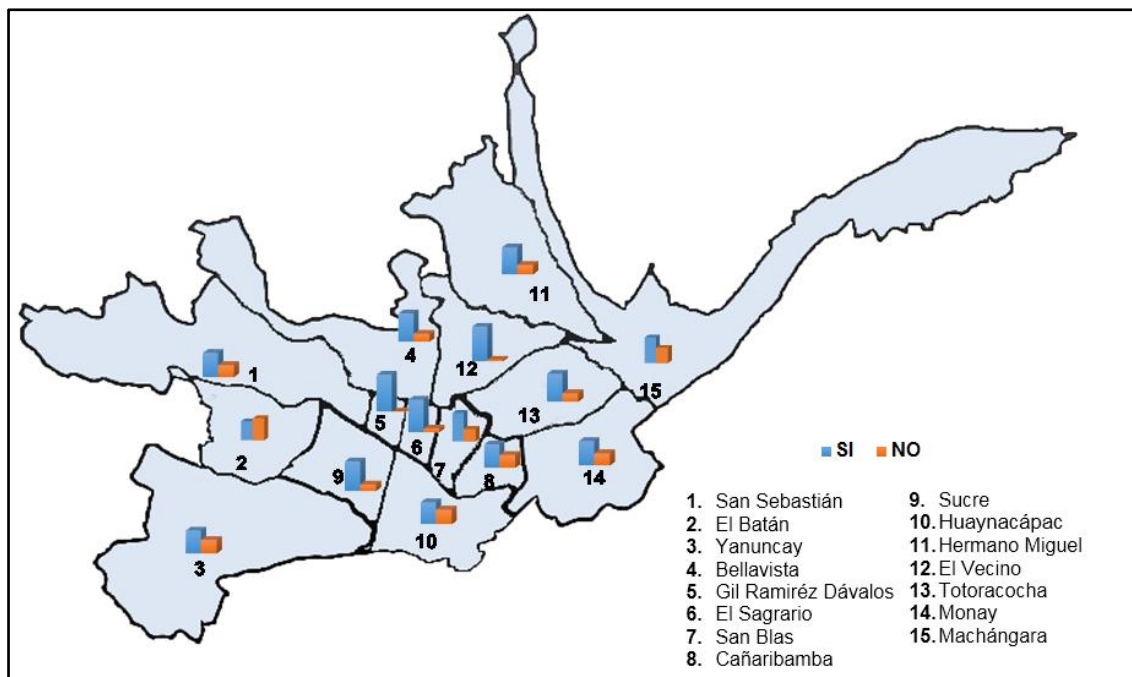 11
4
12
1
15
5
13
6
7
2
8
14
9
10
3
SI NO
1. San Sebastián
2. El Batán
3. Yanuncay
4. Bellavista
5. Gil Ramiréz Dávalos
6. El Sagrario
7. San Blas
8. Cañaribamba
9. Sucre
10. Huaynacápac
11. Hermano Miguel
12. El Vecino
13. Totoracocha
14. Monay
15. Machángara